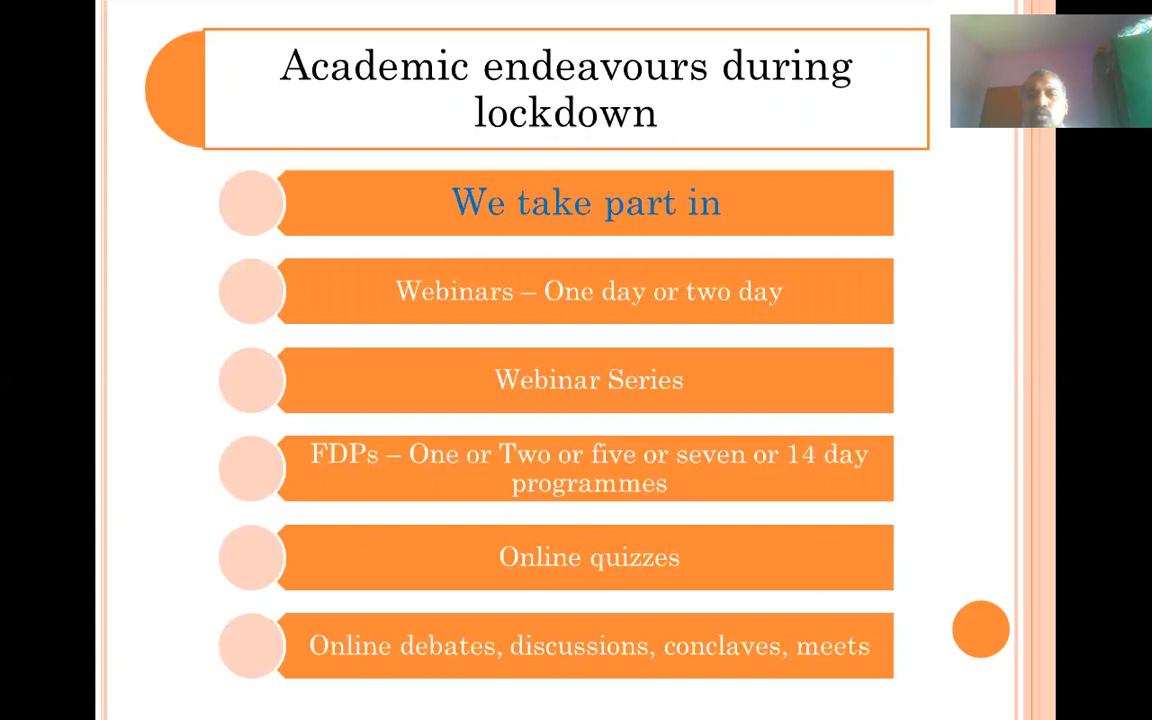 Academic endeavours during
lockdown
We take part in
Webinars – One day or two day
Webinar Series
FDPs – One or Two or five or seven or 14 day
programmes
Online quizzes
Online debates, discussions, conclaves, meets